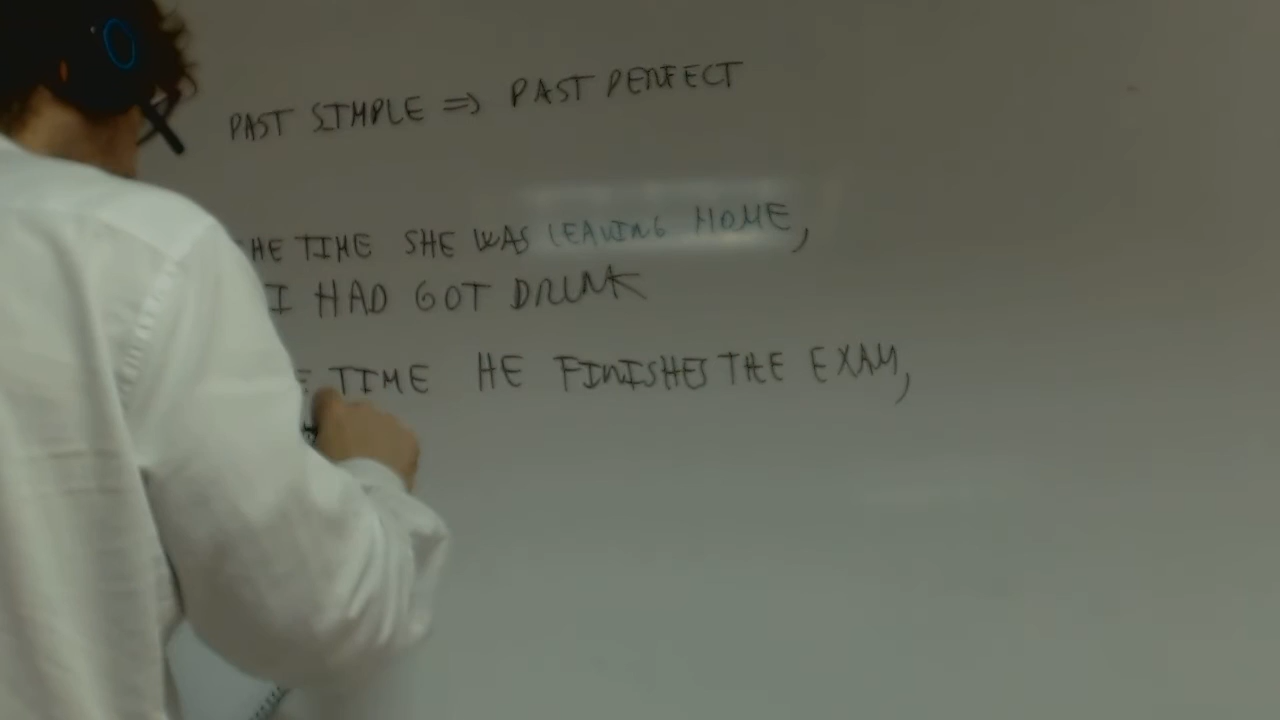 PAST SIMPLE => PAST PERFECT
HE TIME SHE WAS LEAVING HOME,
I HAD GOT DRUNK
E TIME HE FINISHES THE EXAM,